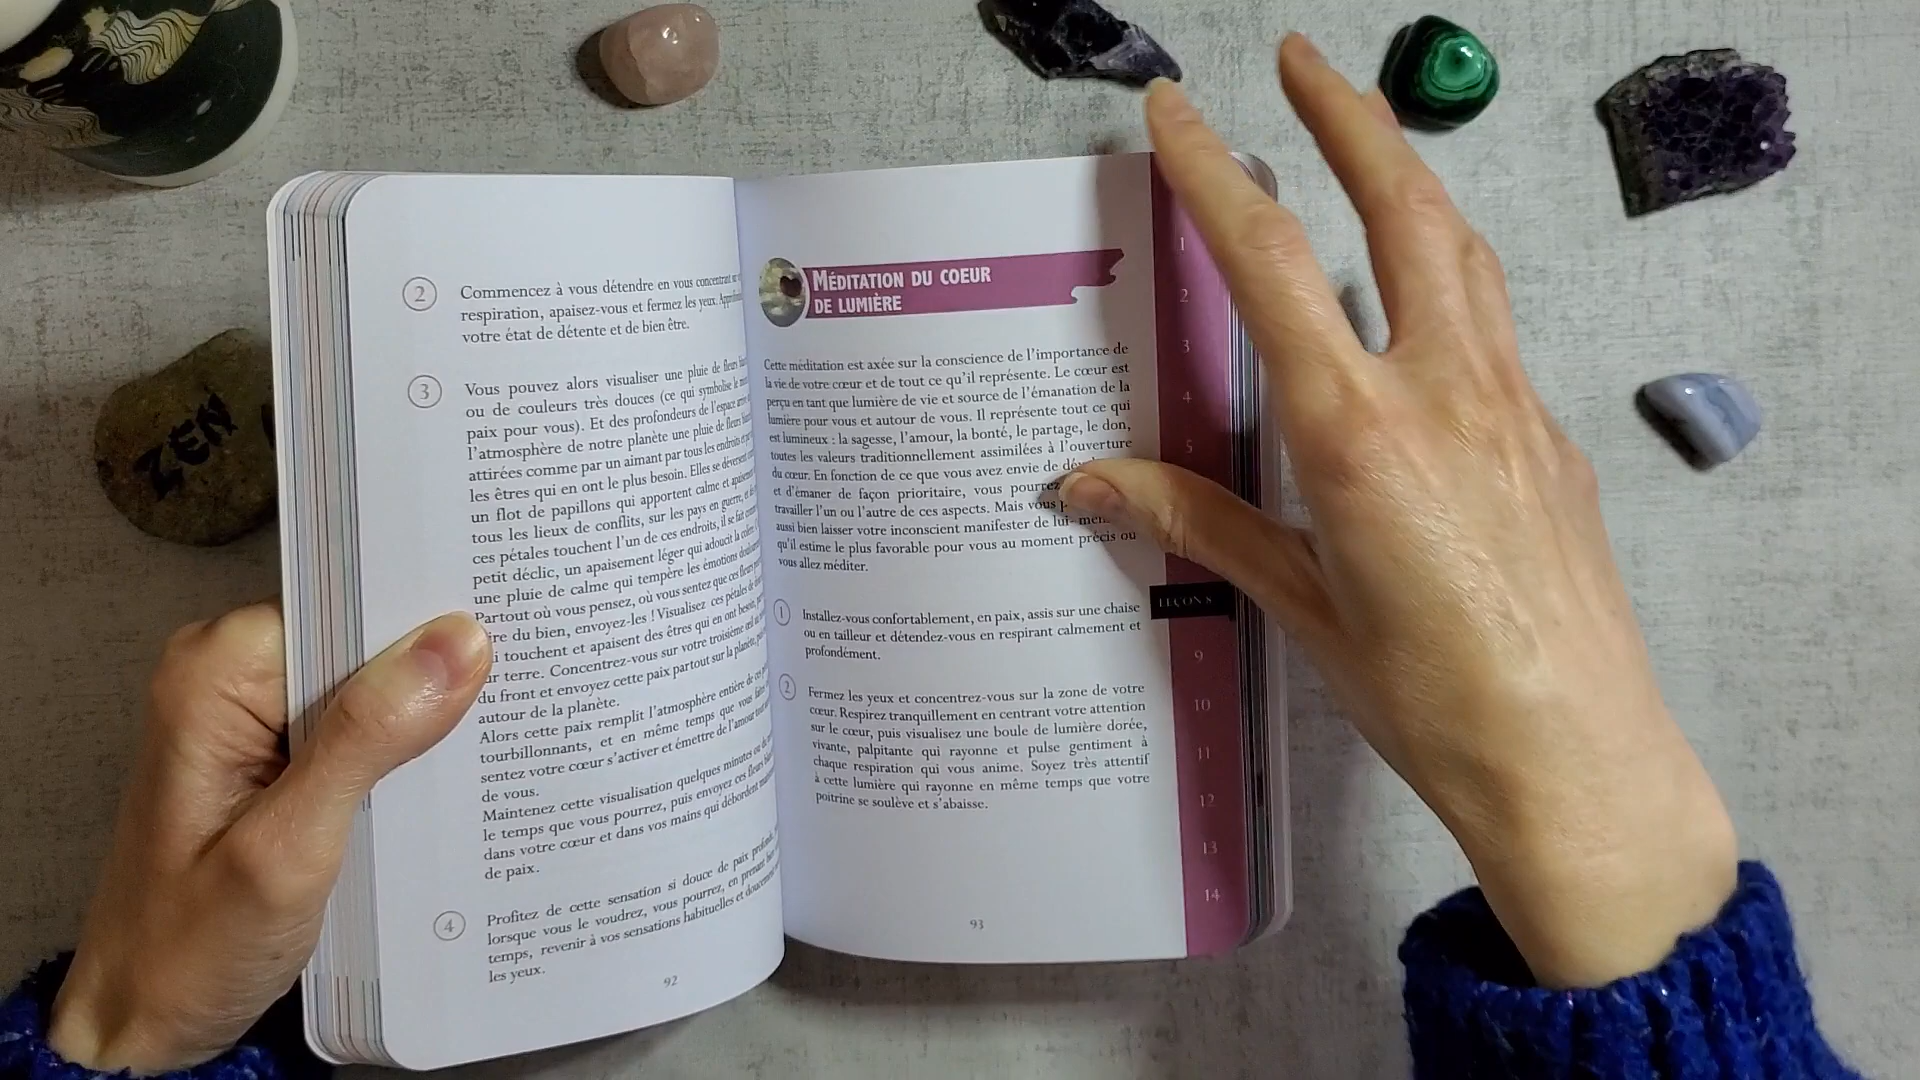 ZEN
2
Commencez à vous détendre en vous concentrant
respiration, apaisez-vous et fermez les yeux.
votre état de détente et de bien être.
3
Vous pouvez alors visualiser une pluie de fleurs
ou de couleurs très douces (ce qui symbolise le
paix pour vous). Et des profondeurs de l'espace arrive
l'atmosphère de notre planète une pluie de fleurs
attirées comme par un aimant par tous les endroits et
les êtres qui en ont le plus besoin. Elles se déversent
un flot de papillons qui apportent calme et
tous les lieux de conflits, sur les pays en guerre,
ces pétales touchent l'un de ces endroits, il se fait
petit déclic, un apaisement léger qui adoucit la
une pluie de calme qui tempère les émotions
Partout où vous pensez, où vous sentez que ces fleurs
du bien, envoyez-les ! Visualisez ces pétales de
touchent et apaisent des êtres qui en ont besoin,
terre. Concentrez-vous sur votre troisième œil
du front et envoyez cette paix partout sur la planète,
autour de la planète.
Alors cette paix remplit l'atmosphère entière de ces
tourbillonnants, et en même temps que vous
sentez votre cœur s'activer et émettre de l'amour tout
de vous.
Maintenez cette visualisation quelques minutes ou
le temps que vous pourrez, puis envoyez ces fleurs
dans votre cœur et dans vos mains qui débordent
de paix.
4
Profitez de cette sensation si douce de paix
lorsque vous le voudrez, vous pourrez, en prenant
temps, revenir à vos sensations habituelles et
les yeux.
92
MÉDITATION DU COEUR
DE LUMIÈRE
Cette méditation est axée sur la conscience de l'importance de
la vie de votre cœur et de tout ce qu'il représente. Le cœur est
perçu en tant que lumière de vie et source de l'émanation de la
lumière pour vous et autour de vous. Il représente tout ce qui
est lumineux : la sagesse, l'amour, la bonté, le partage, le don,
toutes les valeurs traditionnellement assimilées à l'ouverture
du cœur. En fonction de ce que vous avez envie de
et d'émaner de façon prioritaire, vous pourrez
travailler l'un ou l'autre de ces aspects. Mais vous
aussi bien laisser votre inconscient manifester de
qu'il estime le plus favorable pour vous au moment précis ou
vous allez méditer.
1
Installez-vous confortablement, en paix, assis sur une chaise
ou en tailleur et détendez-vous en respirant calmement et
profondément.
2
Fermez les yeux et concentrez-vous sur la zone de votre
cœur. Respirez tranquillement en centrant votre attention
sur le cœur, puis visualisez une boule de lumière dorée,
vivante, palpitante qui rayonne et pulse gentiment à
chaque respiration qui vous anime. Soyez très attentif
à cette lumière qui rayonne en même temps que votre
poitrine se soulève et s'abaisse.
93
1
2
3
4
5
LEÇON 8
9
10
11
12
13
14